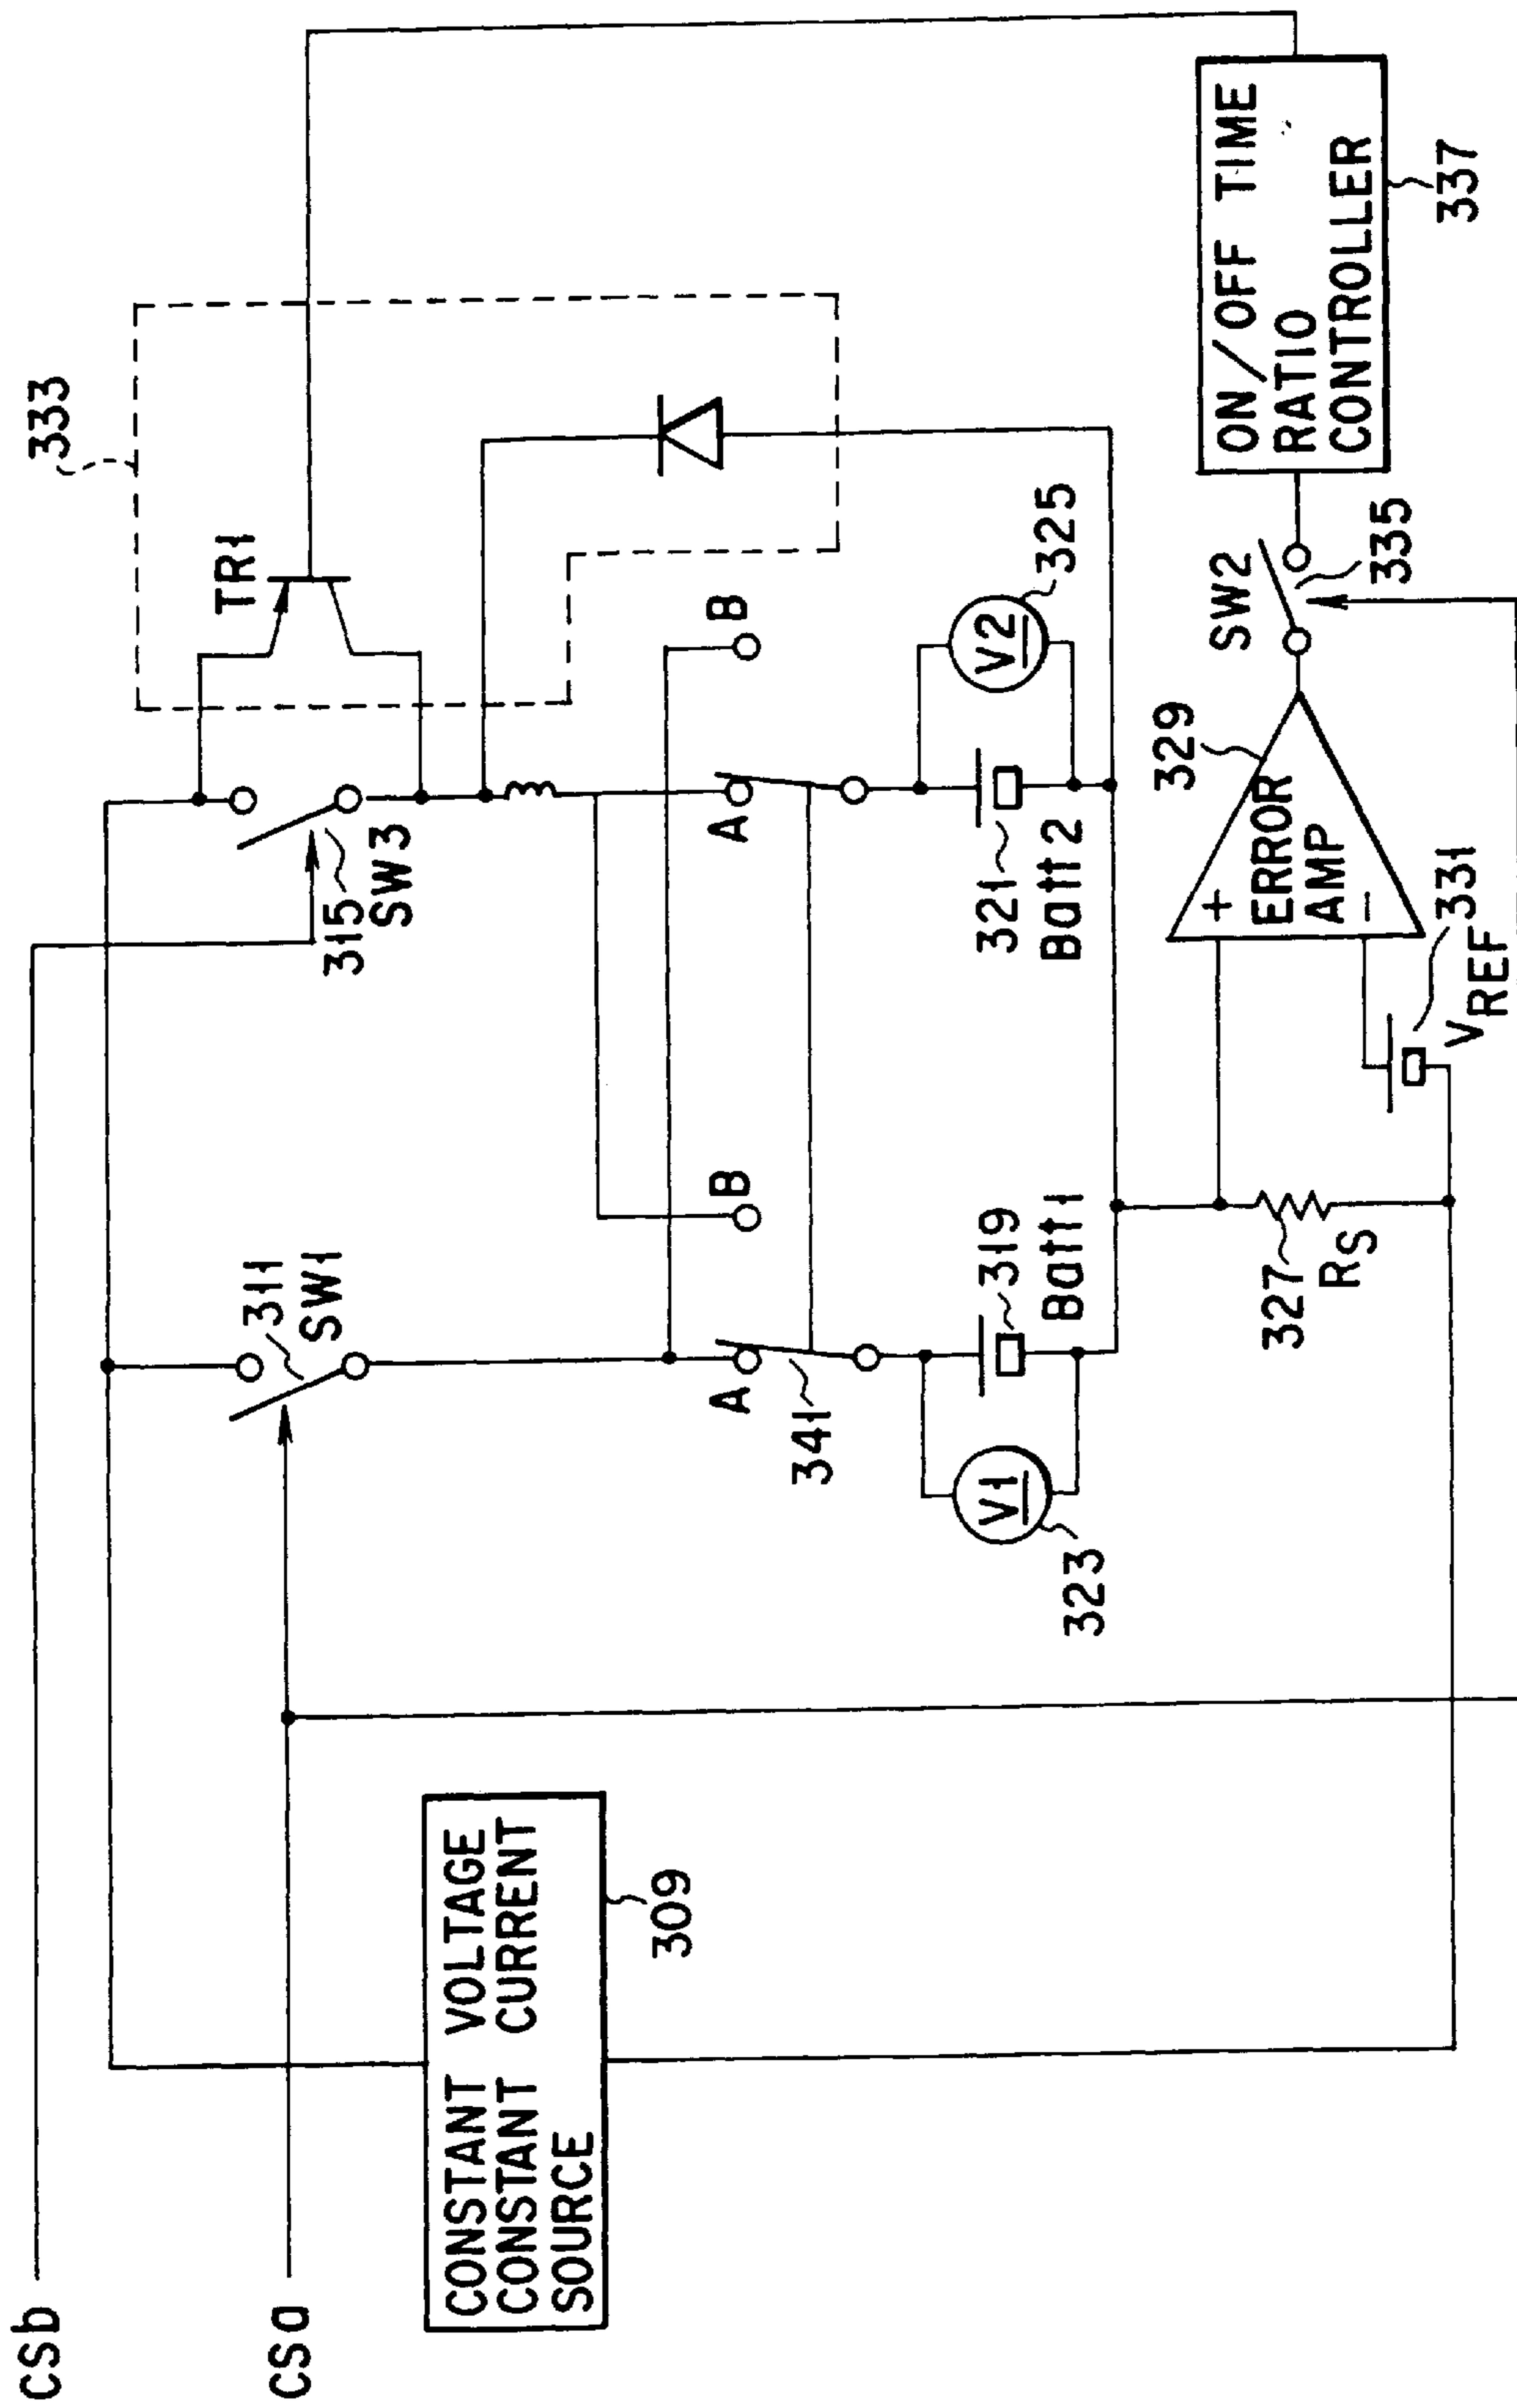 CSb
CSa
CONSTANT VOLTAGE
CONSTANT CURRENT
SOURCE
309
311
SW1
315
SW3
TR1
333
A
B
A
B
341
V1
323
319
Batt1
321
Batt2
V2
325
327
RS
VREF
331
+
ERROR
AMP
−
329
SW2
335
ON/OFF TIME
RATIO
CONTROLLER
337